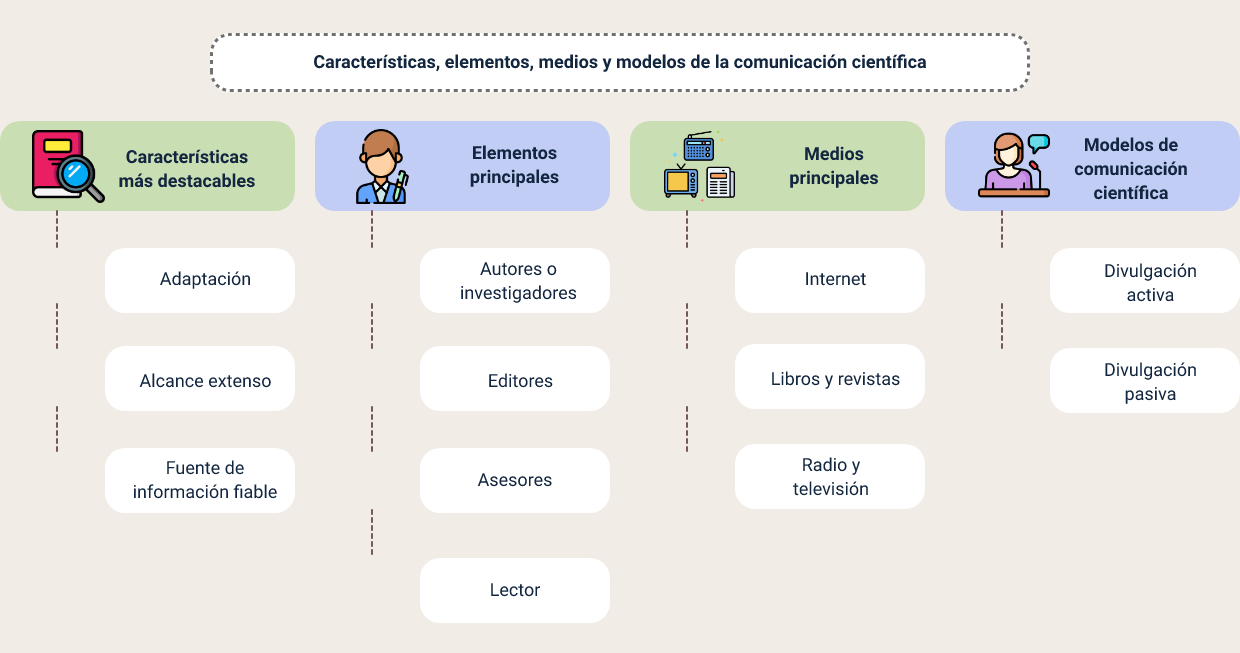 Características, elementos, medios y modelos de la comunicación científica
Características
más destacables
Adaptación
Alcance extenso
Fuente de
información fiable
Elementos
principales
Autores o
investigadores
Editores
Asesores
Lector
Medios
principales
Internet
Libros y revistas
Radio y
televisión
Modelos de
comunicación
científica
Divulgación
activa
Divulgación
pasiva